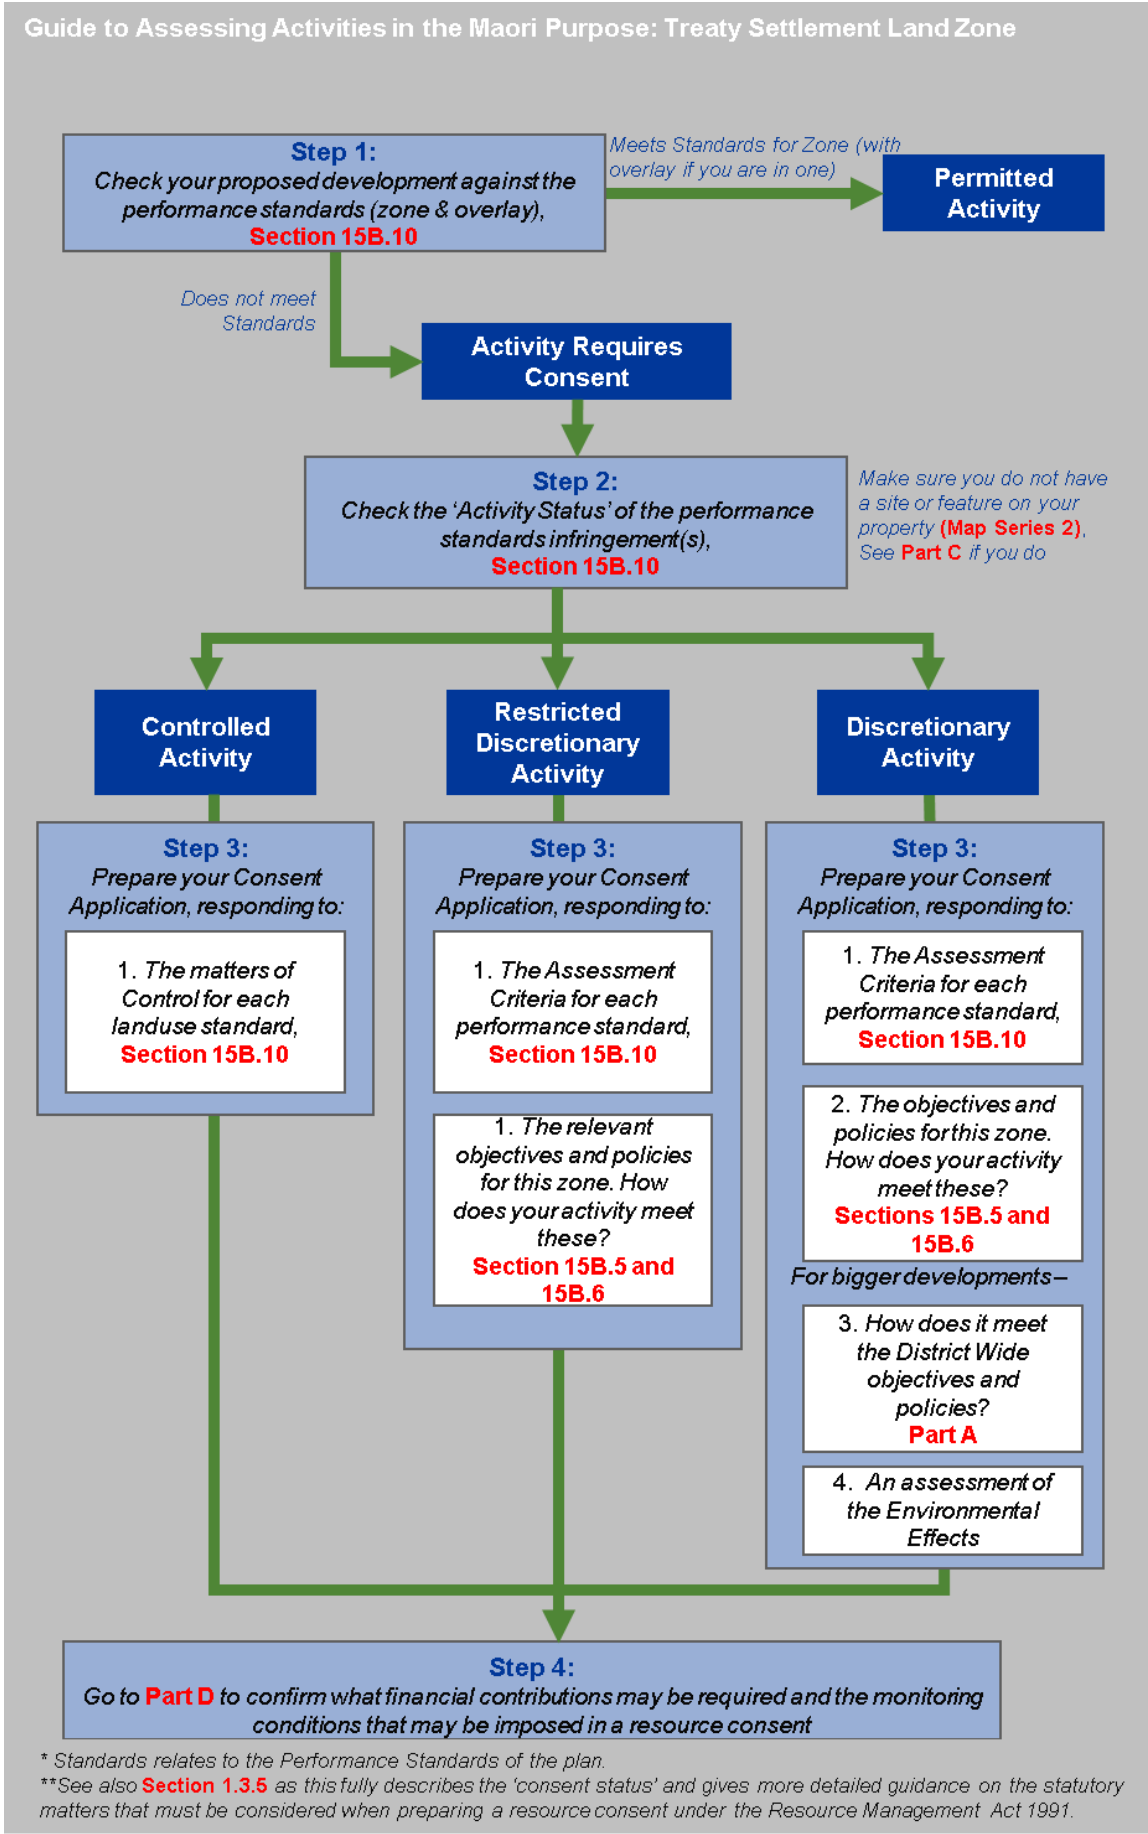 Guide to Assessing Activities in the Maori Purpose: Treaty Settlement Land Zone
Step 1:
Check your proposed development against the
performance standards (zone & overlay),
Section 15B.10
Meets Standards for Zone (with
overlay if you are in one)
Permitted
Activity
Does not meet
Standards
Activity Requires
Consent
Step 2:
Check the ‘Activity Status’ of the performance
standards infringement(s),
Section 15B.10
Make sure you do not have
a site or feature on your
property (Map Series 2),
See Part C if you do
Controlled
Activity
Restricted
Discretionary
Activity
Discretionary
Activity
Step 3:
Prepare your Consent
Application, responding to:
1. The matters of
Control for each
landuse standard,
Section 15B.10
Step 3:
Prepare your Consent
Application, responding to:
1. The Assessment
Criteria for each
performance standard,
Section 15B.10
1. The relevant
objectives and policies
for this zone. How
does your activity meet
these?
Section 15B.5 and
15B.6
Step 3:
Prepare your Consent
Application, responding to:
1. The Assessment
Criteria for each
performance standard,
Section 15B.10
2. The objectives and
policies for this zone.
How does your activity
meet these?
Sections 15B.5 and
15B.6
For bigger developments–
3. How does it meet
the District Wide
objectives and
policies?
Part A
4. An assessment of
the Environmental
Effects
Step 4:
Go to Part D to confirm what financial contributions may be required and the monitoring
conditions that may be imposed in a resource consent
* Standards relates to the Performance Standards of the plan.
**See also Section 1.3.5 as this fully describes the ‘consent status’ and gives more detailed guidance on the statutory
matters that must be considered when preparing a resource consent under the Resource Management Act 1991.